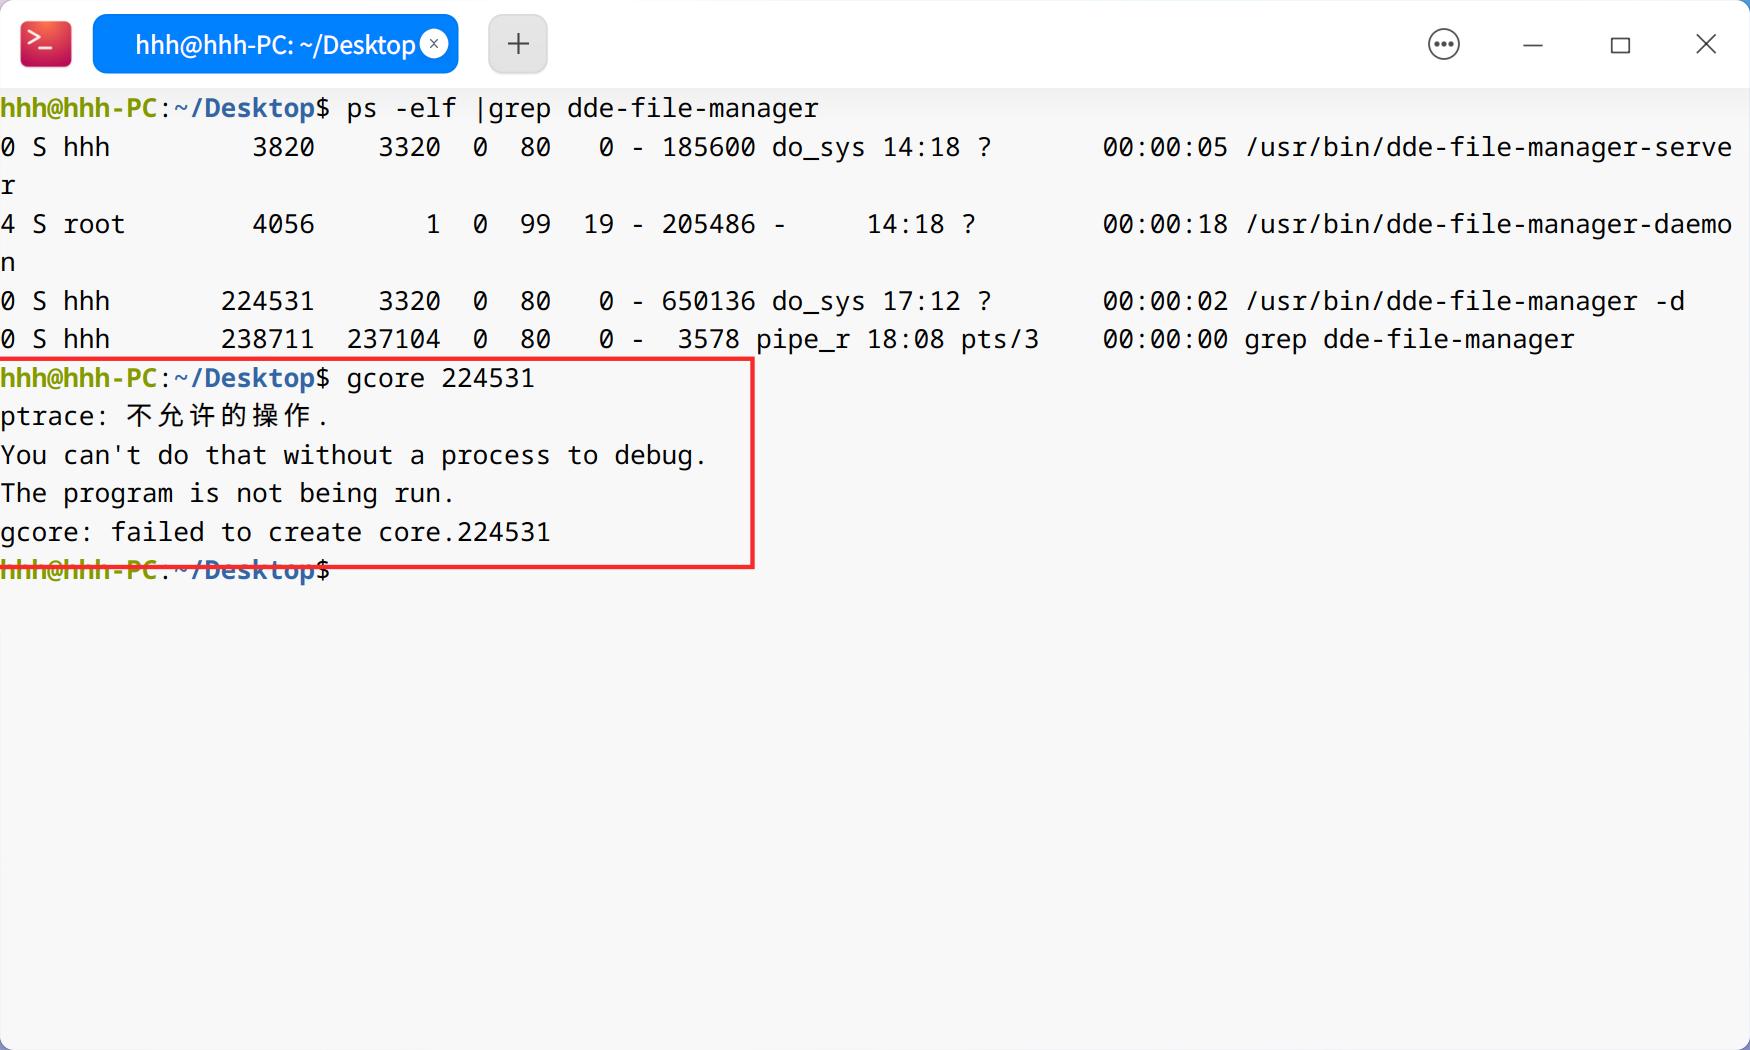 hhh@hhh-PC: ~/Desktop
hhh@hhh-PC:~/Desktop$ ps -elf |grep dde-file-manager
0 S hhh         3820    3320  0  80   0 - 185600 do_sys 14:18 ?       00:00:05 /usr/bin/dde-file-manager-serve
r
4 S root        4056       1  0  99  19 - 205486 -     14:18 ?        00:00:18 /usr/bin/dde-file-manager-daemo
n
0 S hhh       224531    3320  0  80   0 - 650136 do_sys 17:12 ?       00:00:02 /usr/bin/dde-file-manager -d
0 S hhh       238711  237104  0  80   0 -  3578 pipe_r 18:08 pts/3    00:00:00 grep dde-file-manager
hhh@hhh-PC:~/Desktop$ gcore 224531
ptrace: 不允许的操作.
You can't do that without a process to debug.
The program is not being run.
gcore: failed to create core.224531
hhh@hhh-PC:~/Desktop$